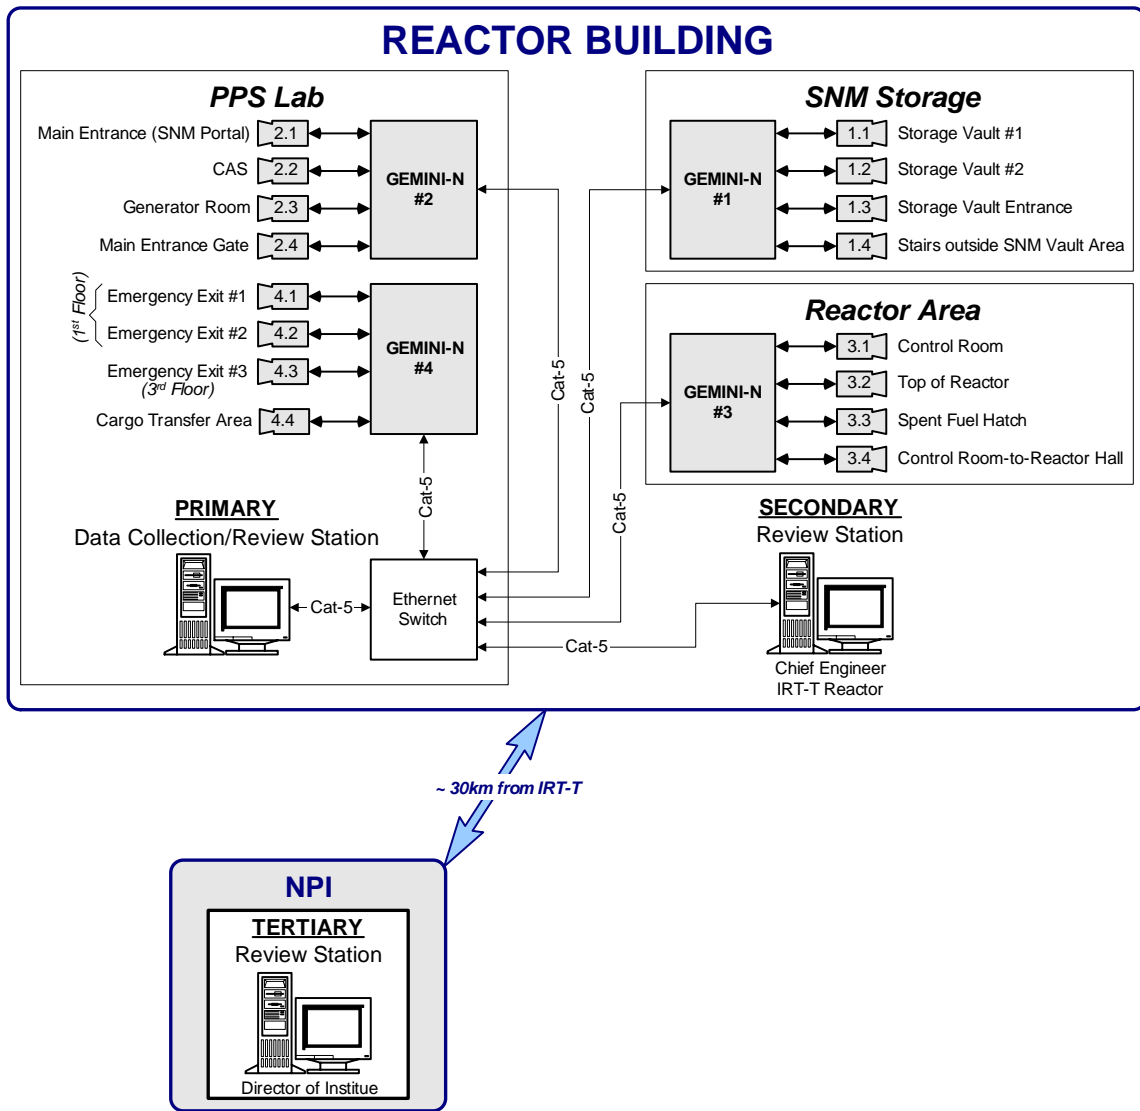 REACTOR BUILDING
PPS Lab
Main Entrance (SNM Portal)
2.1
CAS
2.2
Generator Room
2.3
Main Entrance Gate
2.4
GEMINI-N
#2
(1st Floor)
Emergency Exit #1
4.1
Emergency Exit #2
4.2
Emergency Exit #3
(3rd Floor)
4.3
Cargo Transfer Area
4.4
GEMINI-N
#4
Cat-5
PRIMARY
Data Collection/Review Station
Cat-5
Ethernet
Switch
Cat-5
Cat-5
Cat-5
Cat-5
SNM Storage
GEMINI-N
#1
1.1
Storage Vault #1
1.2
Storage Vault #2
1.3
Storage Vault Entrance
1.4
Stairs outside SNM Vault Area
Reactor Area
GEMINI-N
#3
3.1
Control Room
3.2
Top of Reactor
3.3
Spent Fuel Hatch
3.4
Control Room-to-Reactor Hall
SECONDARY
Review Station
Chief Engineer
IRT-T Reactor
~ 30km from IRT-T
NPI
TERTIARY
Review Station
Director of Institue